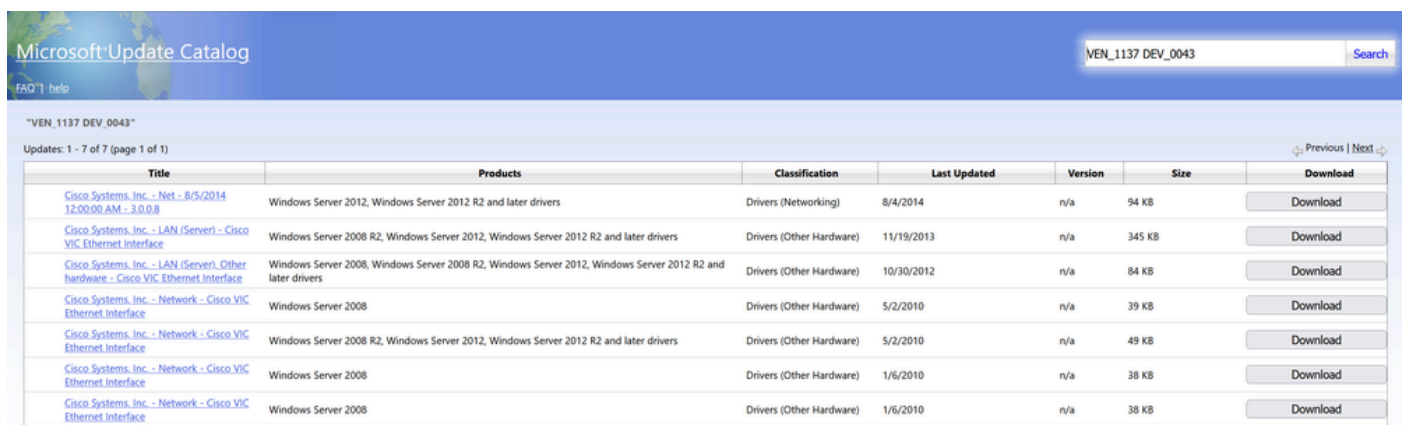 Microsoft Update Catalog
VEN_1137 DEV_0043 Search
FAQ | help
"VEN_1137 DEV_0043"
Updates: 1 - 7 of 7 (page 1 of 1) Previous | Next
Title Products Classification Last Updated Version Size Download
Cisco Systems, Inc. - Net - 8/5/2014
12:00:00 AM - 3.0.0.8 Windows Server 2012, Windows Server 2012 R2 and later drivers Drivers (Networking) 8/4/2014 n/a 94 KB Download
Cisco Systems, Inc. - LAN (Server) - Cisco
VIC Ethernet Interface Windows Server 2008 R2, Windows Server 2012, Windows Server 2012 R2 and later drivers Drivers (Other Hardware) 11/19/2013 n/a 345 KB Download
Cisco Systems, Inc. - LAN (Server), Other Windows Server 2008, Windows Server 2008 R2, Windows Server 2012, Windows Server 2012 R2 and
hardware - Cisco VIC Ethernet Interface later drivers Drivers (Other Hardware) 10/30/2012 n/a 84 KB Download
Cisco Systems, Inc. - Network - Cisco VIC
Ethernet Interface Windows Server 2008 Drivers (Other Hardware) 5/2/2010 n/a 39 KB Download
Cisco Systems, Inc. - Network - Cisco VIC
Ethernet Interface Windows Server 2008 R2, Windows Server 2012, Windows Server 2012 R2 and later drivers Drivers (Other Hardware) 5/2/2010 n/a 49 KB Download
Cisco Systems, Inc. - Network - Cisco VIC
Ethernet Interface Windows Server 2008 Drivers (Other Hardware) 1/6/2010 n/a 38 KB Download
Cisco Systems, Inc. - Network - Cisco VIC
Ethernet Interface Windows Server 2008 Drivers (Other Hardware) 1/6/2010 n/a 38 KB Download